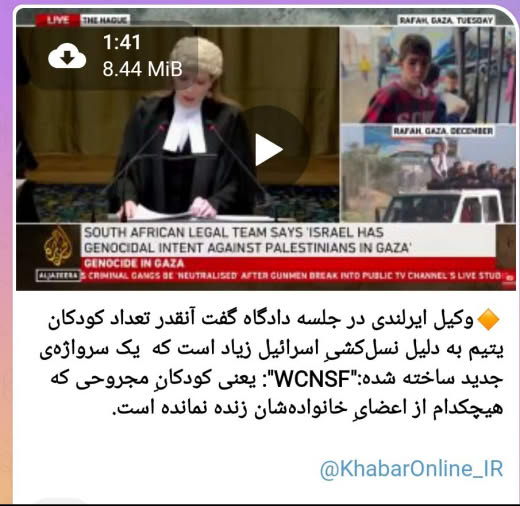 LIVE THE HAGUE
RAFAH, GAZA, TUESDAY
1:41
8.44 MiB
RAFAH, GAZA, DECEMBER
SOUTH AFRICAN LEGAL TEAM SAYS 'ISRAEL HAS
GENOCIDAL INTENT AGAINST PALESTINIANS IN GAZA'
GENOCIDE IN GAZA
ALJAZEERA S CRIMINAL GANGS BE 'NEUTRALISED' AFTER GUNMEN BREAK INTO PUBLIC TV CHANNEL'S LIVE STUD
🔶وکیل ایرلندی در جلسه دادگاه گفت آنقدر تعداد کودکان
یتیم به دلیل نسل‌کشیِ اسرائیل زیاد است که یک سرواژه‌ی
جدید ساخته شده:"WCNSF": یعنی کودکانِ مجروحی که
هیچکدام از اعضایِ خانواده‌شان زنده نمانده است.
@KhabarOnline_IR